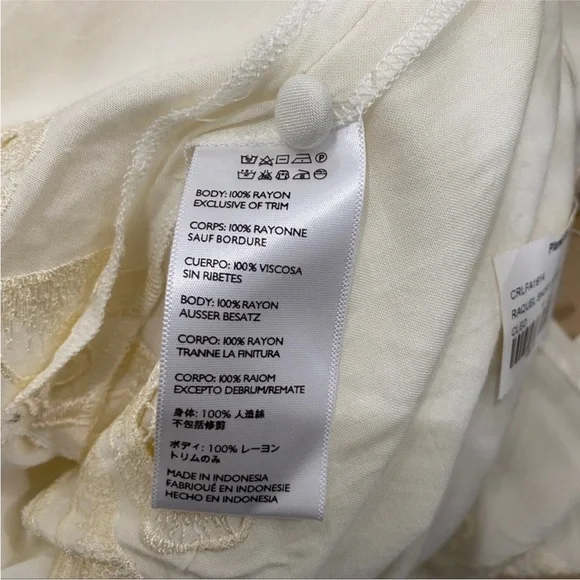 BODY: 100% RAYON
EXCLUSIVE OF TRIM
CORPS: 100% RAYONNE
SAUF BORDURE
CUERPO: 100% VISCOSA
SIN RIBETES
BODY: 100% RAYON
AUSSER BESATZ
CORPO: 100% RAYON
TRANNE LA FINITURA
CORPO: 100% RAIOM
EXCEPTO DEBRUM/REMATE
身体: 100% 人造絲
不包括修剪
ボディ: 100% レーヨン
トリムのみ
MADE IN INDONESIA
FABRIQUÉ EN INDONESIE
HECHO EN INDONESIA
CRLFA1614
RAQUEL
CLEO